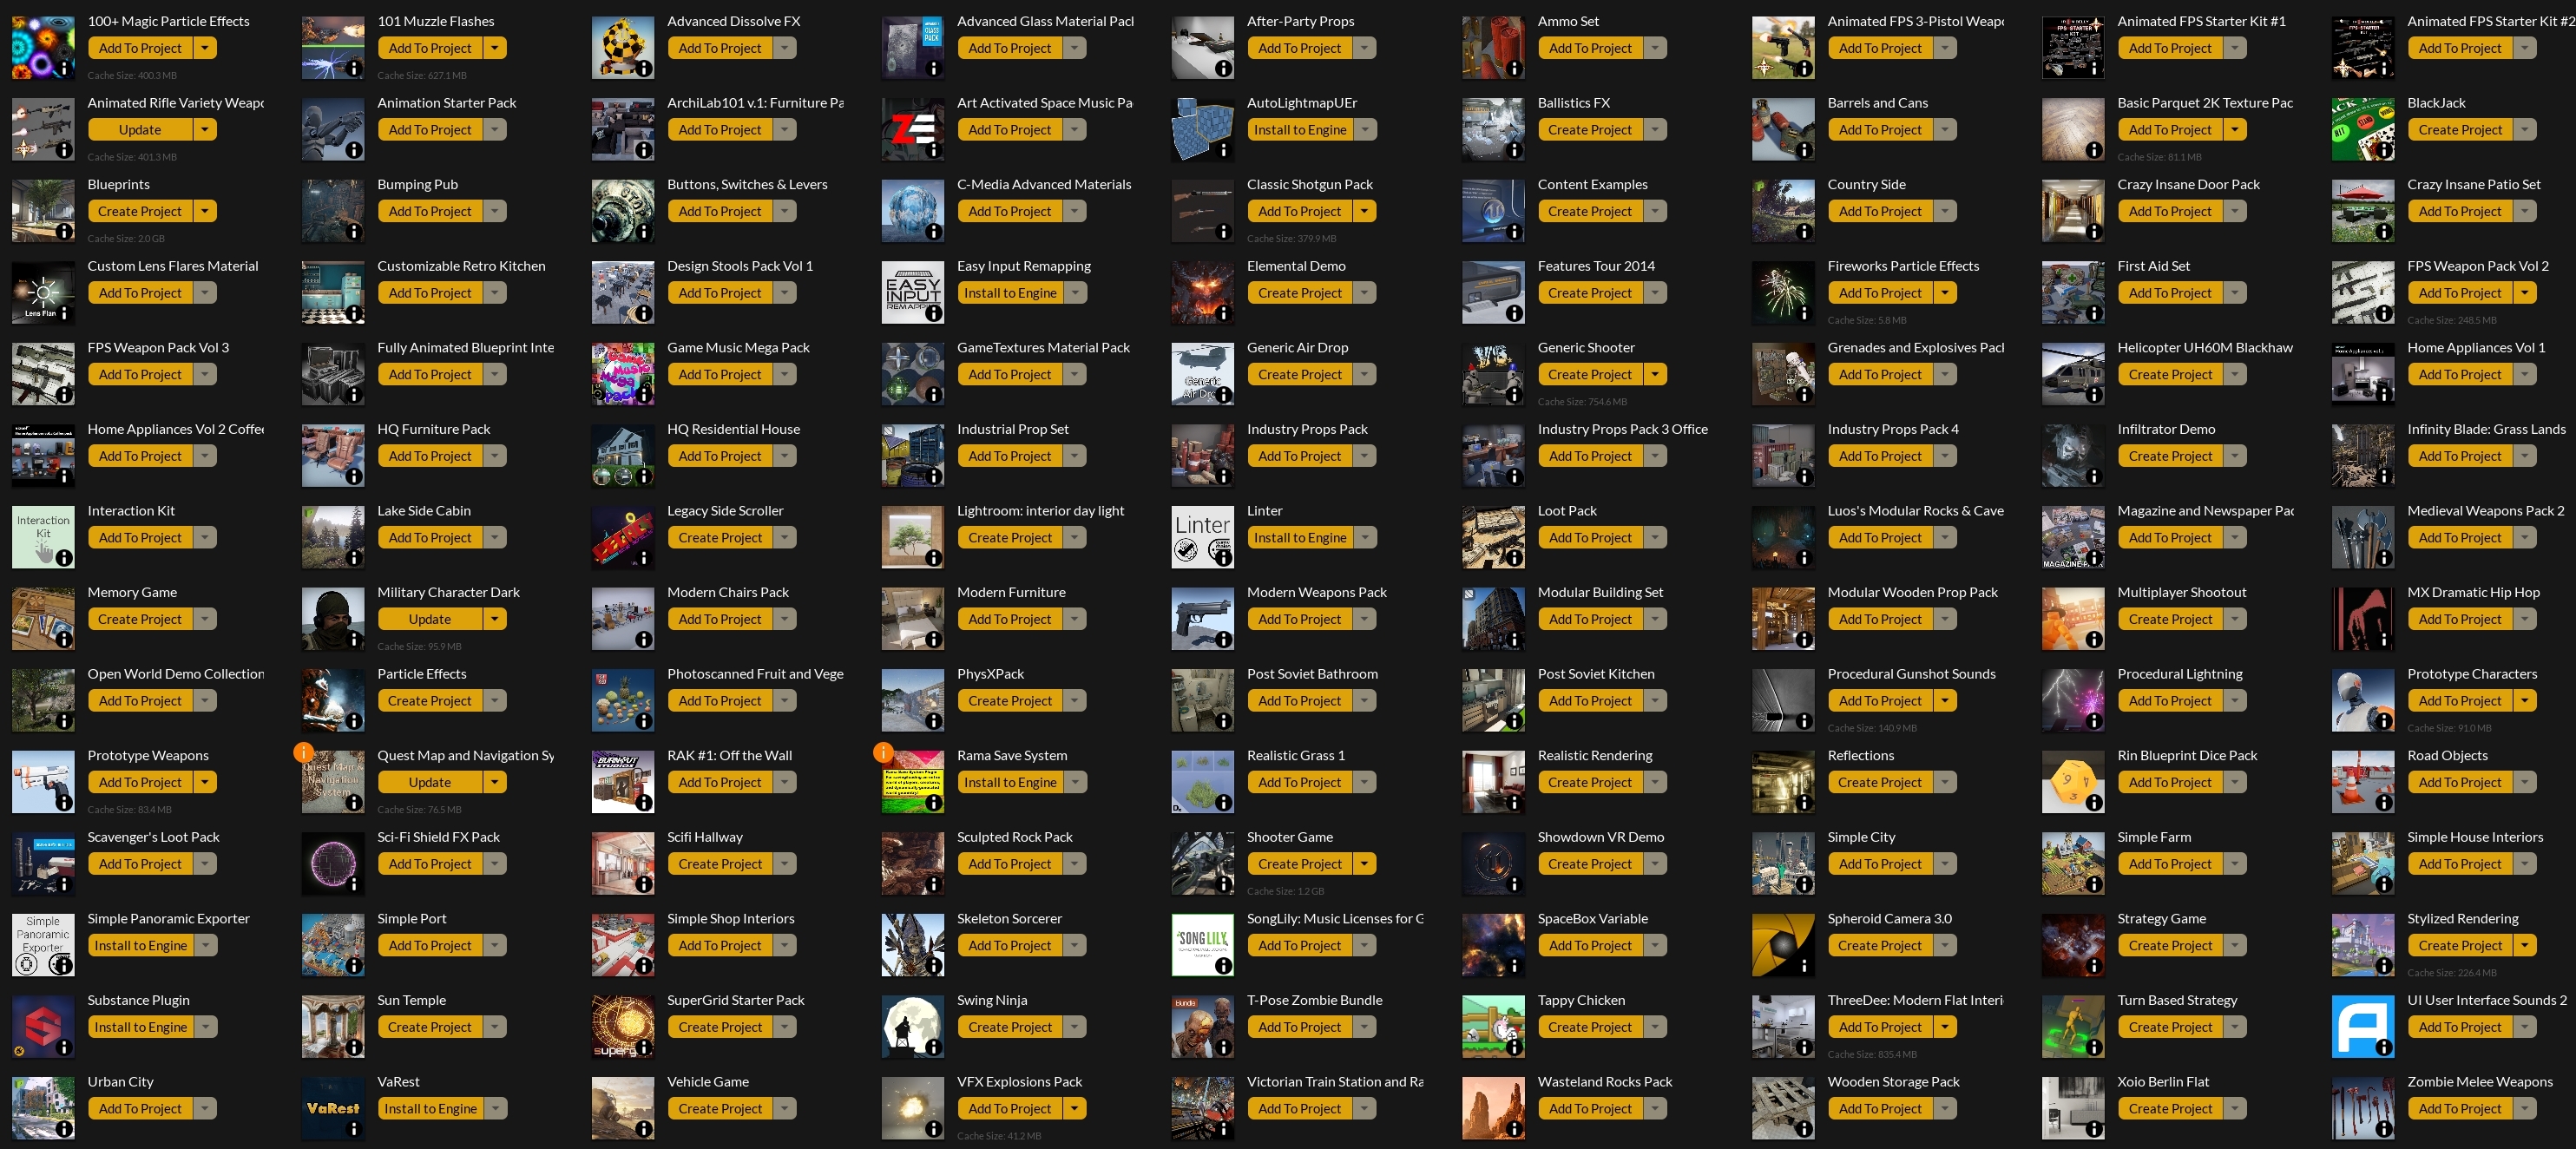 100+ Magic Particle Effects
Add To Project
Cache Size: 400.3 MB
101 Muzzle Flashes
Add To Project
Cache Size: 627.1 MB
Advanced Dissolve FX
Add To Project
Advanced Glass Material Pacl
Add To Project
After-Party Props
Add To Project
Ammo Set
Add To Project
Animated FPS 3-Pistol Weapc
Add To Project
Animated FPS Starter Kit #1
Add To Project
Animated FPS Starter Kit #2
Add To Project
Animated Rifle Variety Weapc
Update
Cache Size: 401.3 MB
Animation Starter Pack
Add To Project
ArchiLab101 v.1: Furniture Pa
Add To Project
Art Activated Space Music Pa
Add To Project
AutoLightmapUEr
Install to Engine
Ballistics FX
Create Project
Barrels and Cans
Add To Project
Basic Parquet 2K Texture Pac
Add To Project
Cache Size: 81.1 MB
BlackJack
Create Project
Blueprints
Create Project
Cache Size: 2.0 GB
Bumping Pub
Add To Project
Buttons, Switches & Levers
Add To Project
C-Media Advanced Materials
Add To Project
Classic Shotgun Pack
Add To Project
Cache Size: 379.9 MB
Content Examples
Create Project
Country Side
Add To Project
Crazy Insane Door Pack
Add To Project
Crazy Insane Patio Set
Add To Project
Custom Lens Flares Material
Add To Project
Customizable Retro Kitchen
Add To Project
Design Stools Pack Vol 1
Add To Project
EASY
INPUT
Easy Input Remapping
Install to Engine
Elemental Demo
Create Project
Features Tour 2014
Create Project
Fireworks Particle Effects
Add To Project
Cache Size: 5.8 MB
First Aid Set
Add To Project
FPS Weapon Pack Vol 2
Add To Project
Cache Size: 248.5 MB
FPS Weapon Pack Vol 3
Add To Project
Fully Animated Blueprint Inte
Add To Project
Game Music Mega Pack
Add To Project
GameTextures Material Pack
Add To Project
Generic Air Drop
Create Project
Generic Shooter
Create Project
Cache Size: 754.6 MB
Grenades and Explosives Pacl
Add To Project
Helicopter UH60M Blackhaw
Create Project
Home Appliances Vol 1
Add To Project
Home Appliances Vol 2 Coffe
Add To Project
HQ Furniture Pack
Add To Project
HQ Residential House
Add To Project
Industrial Prop Set
Add To Project
Industry Props Pack
Add To Project
Industry Props Pack 3 Office
Add To Project
Industry Props Pack 4
Add To Project
Infiltrator Demo
Create Project
Infinity Blade: Grass Lands
Add To Project
Interaction
Kit
Interaction Kit
Add To Project
Lake Side Cabin
Add To Project
Legacy Side Scroller
Create Project
Lightroom: interior day light
Create Project
Linter
Linter
Install to Engine
Loot Pack
Add To Project
Luos's Modular Rocks & Cave
Add To Project
Magazine and Newspaper Pac
Add To Project
Medieval Weapons Pack 2
Add To Project
Memory Game
Create Project
Military Character Dark
Update
Cache Size: 95.9 MB
Modern Chairs Pack
Add To Project
Modern Furniture
Add To Project
Modern Weapons Pack
Add To Project
Modular Building Set
Add To Project
Modular Wooden Prop Pack
Add To Project
Multiplayer Shootout
Create Project
MX Dramatic Hip Hop
Add To Project
Open World Demo Collection
Add To Project
Particle Effects
Create Project
Photoscanned Fruit and Vege
Add To Project
PhysXPack
Create Project
Post Soviet Bathroom
Add To Project
Post Soviet Kitchen
Add To Project
Procedural Gunshot Sounds
Add To Project
Cache Size: 140.9 MB
Procedural Lightning
Add To Project
Prototype Characters
Add To Project
Cache Size: 91.0 MB
Prototype Weapons
Add To Project
Cache Size: 83.4 MB
Quest Map and Navigation Sy
Update
Cache Size: 76.5 MB
RAK #1: Off the Wall
Add To Project
Rama Save System
Install to Engine
Realistic Grass 1
Add To Project
Realistic Rendering
Create Project
Reflections
Create Project
Rin Blueprint Dice Pack
Add To Project
Road Objects
Add To Project
Scavenger's Loot Pack
Add To Project
Sci-Fi Shield FX Pack
Add To Project
Scifi Hallway
Create Project
Sculpted Rock Pack
Add To Project
Shooter Game
Create Project
Cache Size: 1.2 GB
Showdown VR Demo
Create Project
Simple City
Add To Project
Simple Farm
Add To Project
Simple House Interiors
Add To Project
Simple
Panoramic
Exporter
Simple Panoramic Exporter
Install to Engine
Simple Port
Add To Project
Simple Shop Interiors
Add To Project
Skeleton Sorcerer
Add To Project
SONGLILY
SongLily: Music Licenses for G
Add To Project
SpaceBox Variable
Add To Project
Spheroid Camera 3.0
Create Project
Strategy Game
Create Project
Stylized Rendering
Create Project
Cache Size: 226.4 MB
Substance Plugin
Install to Engine
Sun Temple
Create Project
SuperGrid Starter Pack
Create Project
Swing Ninja
Create Project
T-Pose Zombie Bundle
Add To Project
Tappy Chicken
Create Project
ThreeDee: Modern Flat Interi
Add To Project
Cache Size: 835.4 MB
Turn Based Strategy
Create Project
UI User Interface Sounds 2
Add To Project
Urban City
Add To Project
VaRest
VaRest
Install to Engine
Vehicle Game
Create Project
VFX Explosions Pack
Add To Project
Cache Size: 41.2 MB
Victorian Train Station and Ra
Add To Project
Wasteland Rocks Pack
Add To Project
Wooden Storage Pack
Add To Project
Xoio Berlin Flat
Create Project
Zombie Melee Weapons
Add To Project